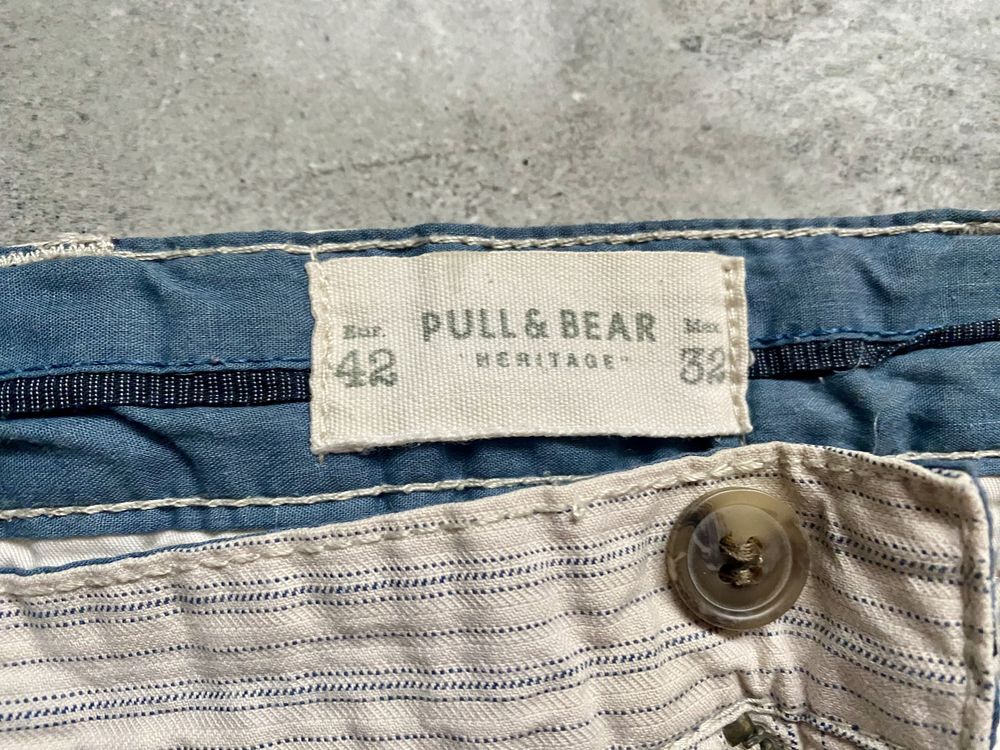 Eur. PULL & BEAR Mex.
42 "HERITAGE" 32